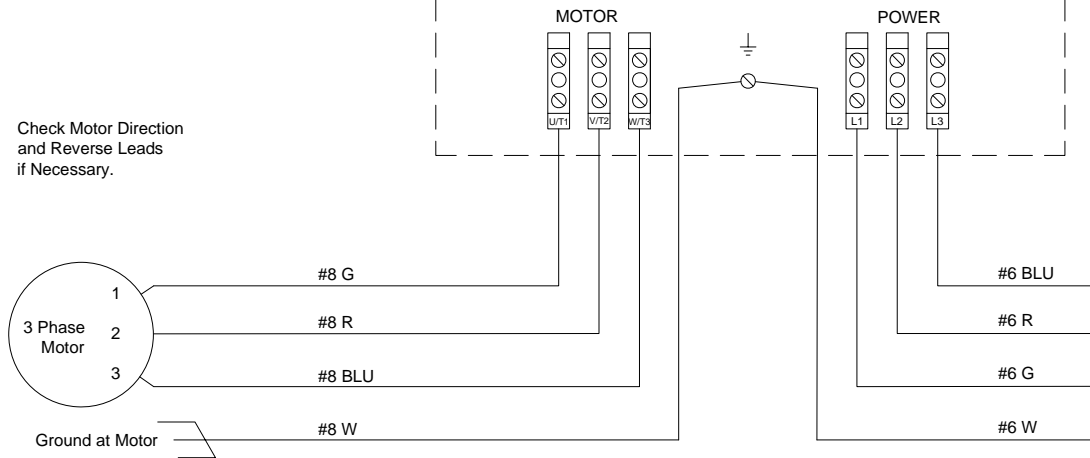 MOTOR
POWER
U/T1
V/T2
W/T3
L1
L2
L3
Check Motor Direction
and Reverse Leads
if Necessary.
#8 G
#6 BLU
1
3 Phase
Motor
2
#8 R
#6 R
3
#8 BLU
#6 G
Ground at Motor
#8 W
#6 W